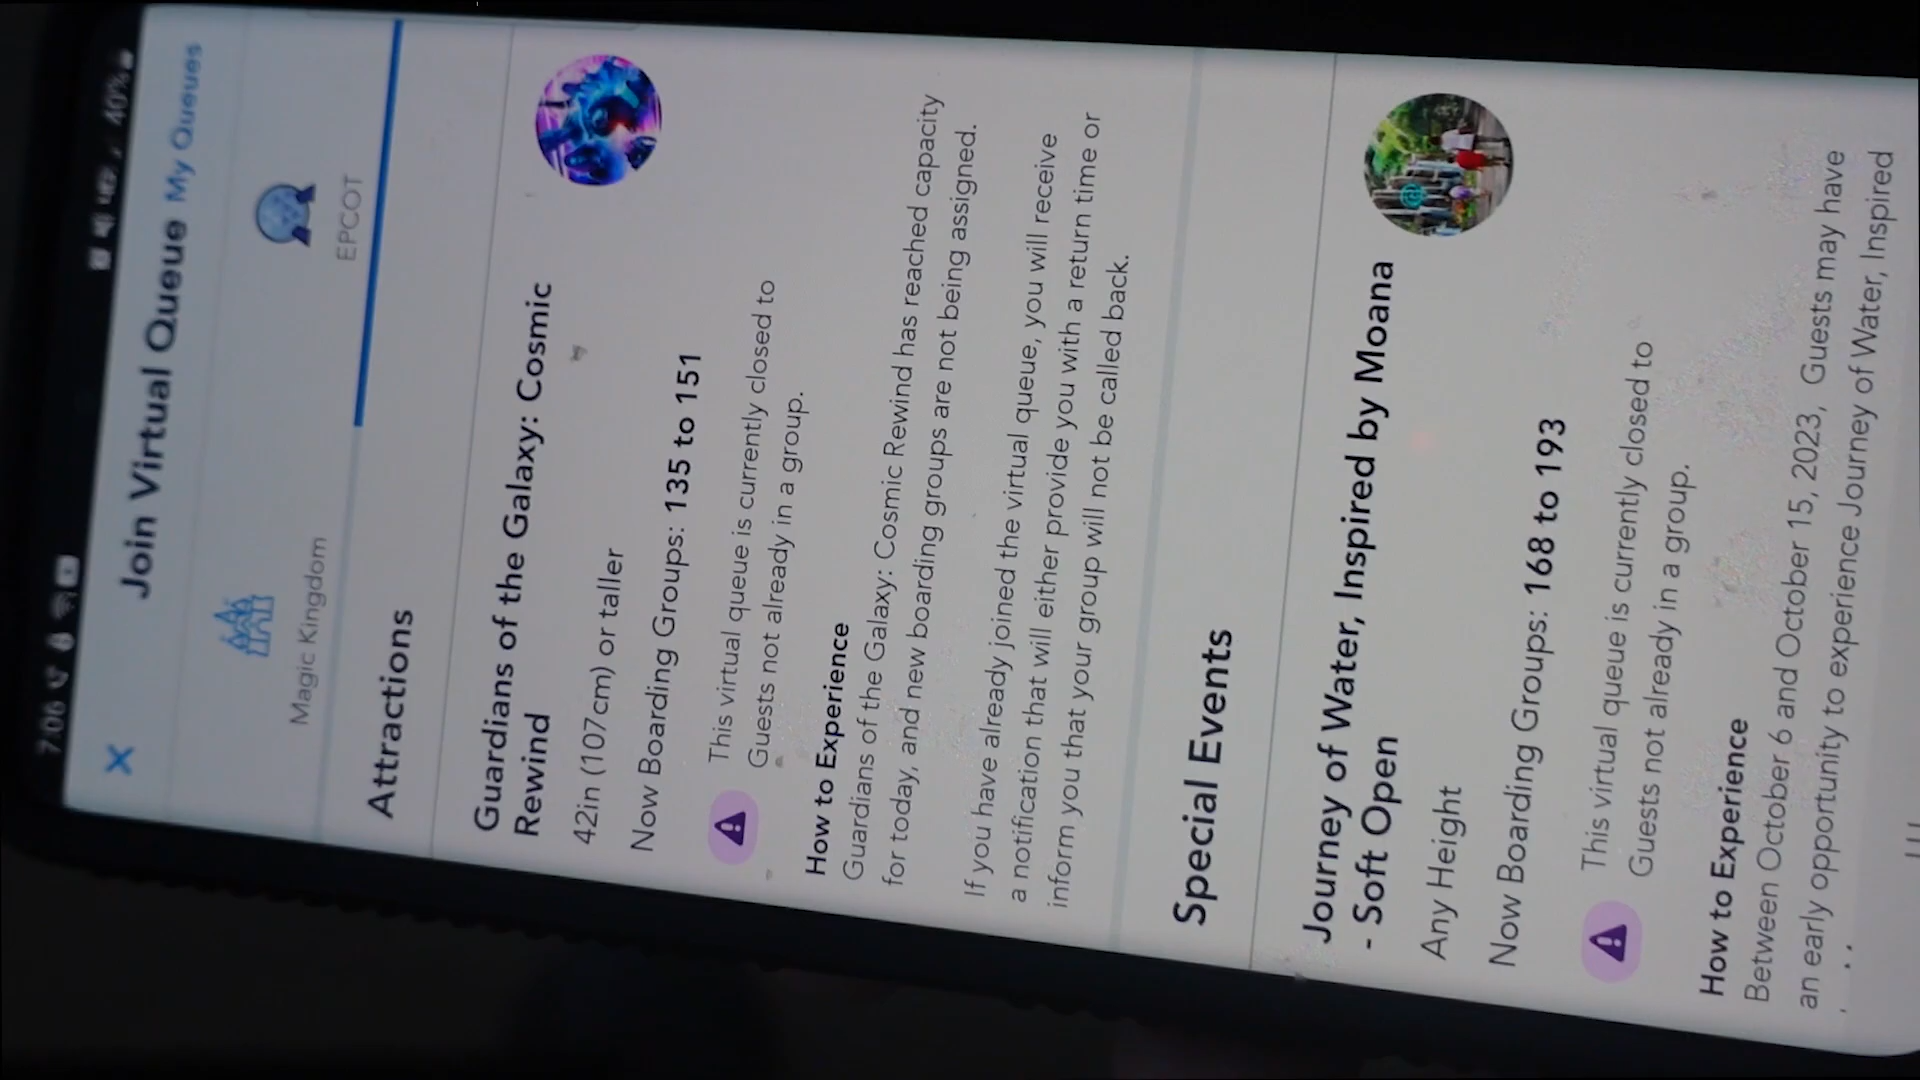 7:06
40%
Join Virtual Queue
My Queues
Magic Kingdom
EPCOT
Attractions
Guardians of the Galaxy: Cosmic
Rewind
42in (107cm) or taller
Now Boarding Groups: 135 to 151
This virtual queue is currently closed to
Guests not already in a group.
How to Experience
Guardians of the Galaxy: Cosmic Rewind has reached capacity
for today, and new boarding groups are not being assigned.
If you have already joined the virtual queue, you will receive
a notification that will either provide you with a return time or
inform you that your group will not be called back.
Special Events
Journey of Water, Inspired by Moana
- Soft Open
Any Height
Now Boarding Groups: 168 to 193
This virtual queue is currently closed to
Guests not already in a group.
How to Experience
Between October 6 and October 15, 2023, Guests may have
an early opportunity to experience Journey of Water, Inspired